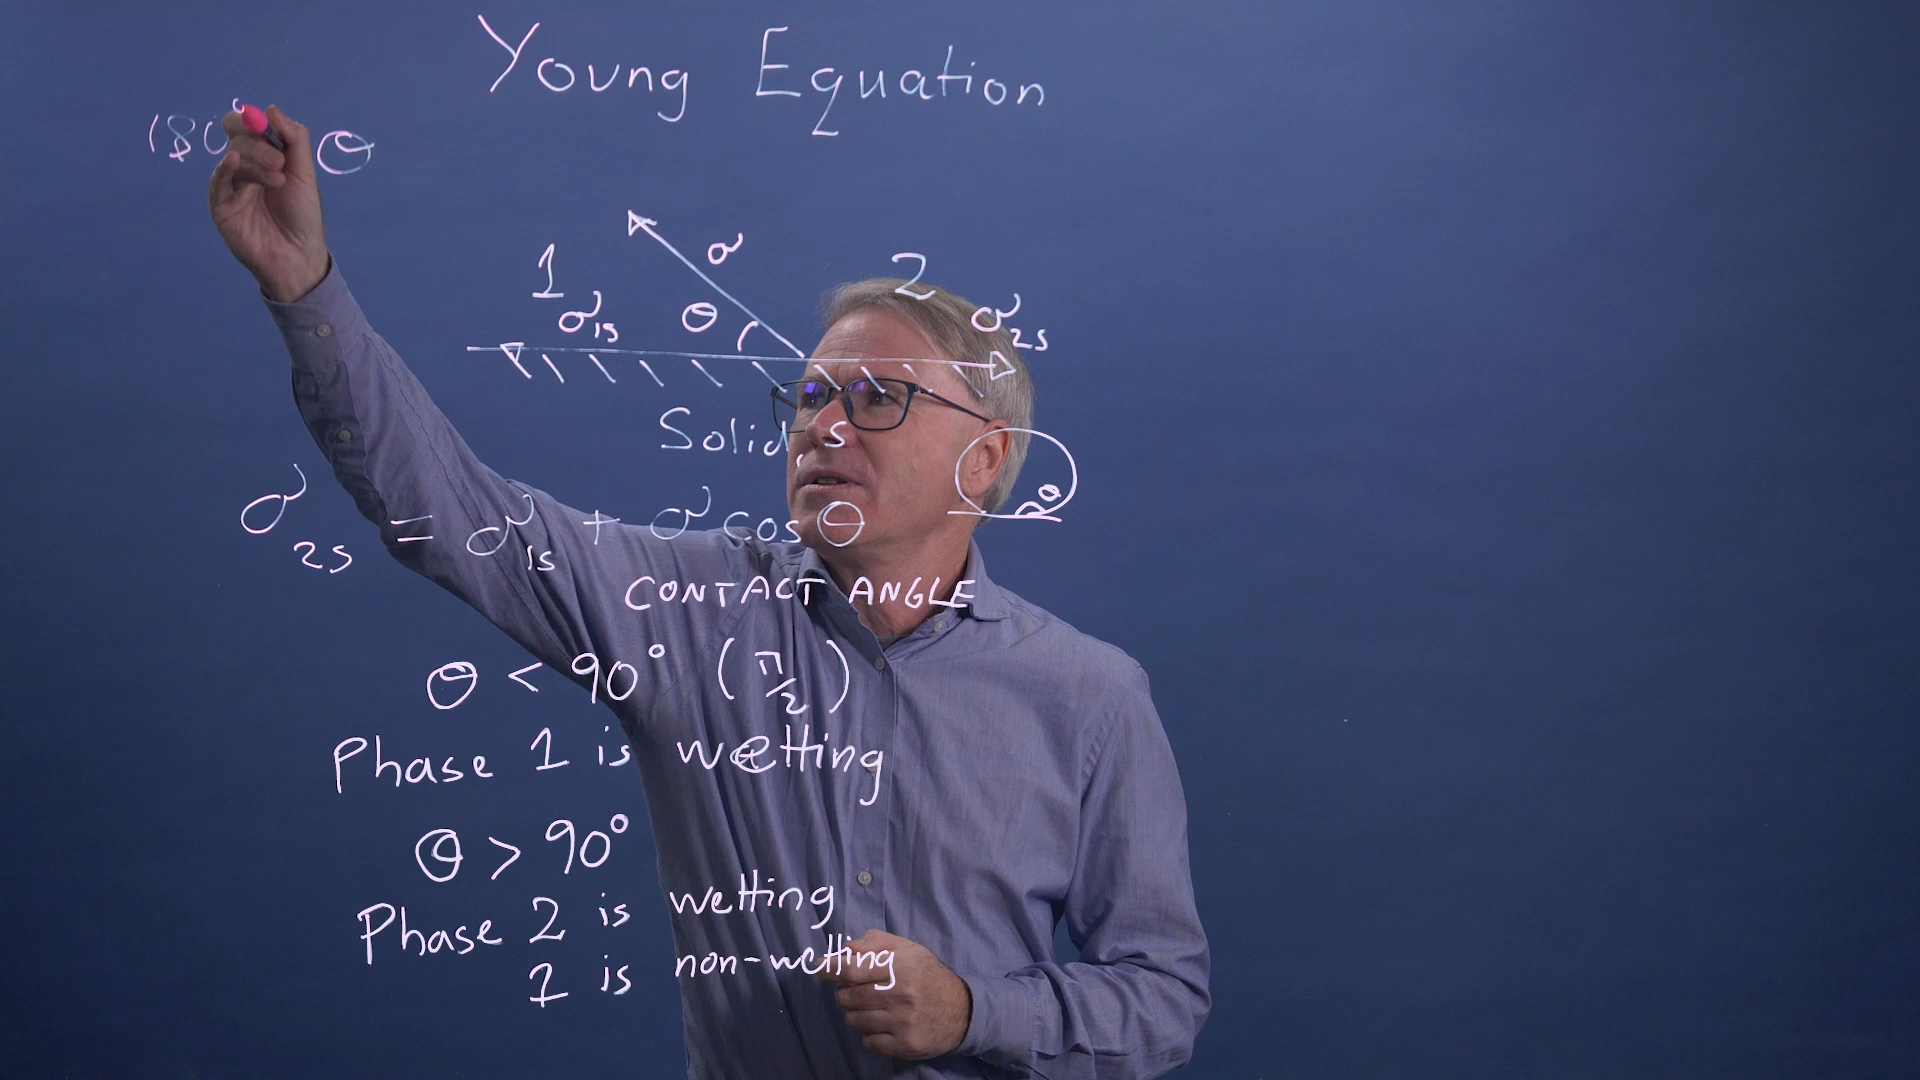 Young Equation
180° θ
σ
1 2
σ1s θ σ2s
Solid, s
θ
σ2s = σ1s + σ cos θ
CONTACT ANGLE
θ < 90° (π/2)
Phase 1 is wetting
θ > 90°
Phase 2 is wetting
1 is non-wetting